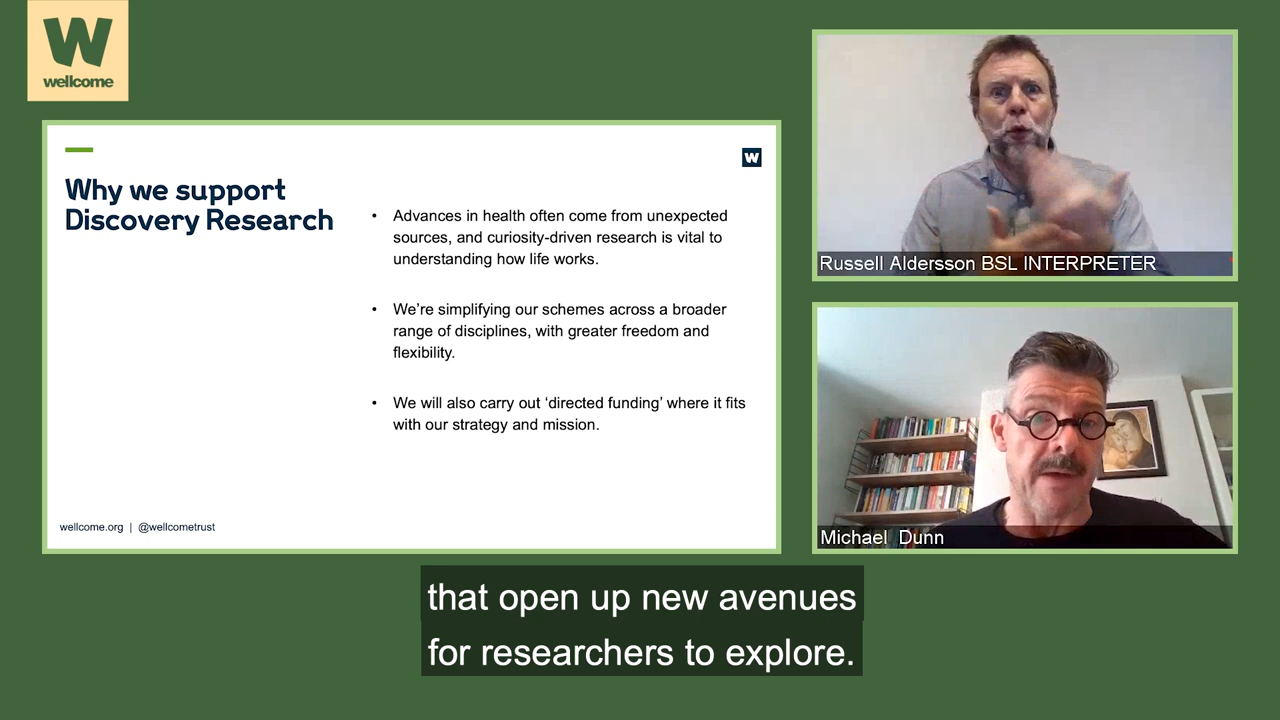 W
wellcome
W
Why we support
Discovery Research
• Advances in health often come from unexpected
sources, and curiosity-driven research is vital to
understanding how life works.
• We’re simplifying our schemes across a broader
range of disciplines, with greater freedom and
flexibility.
• We will also carry out ‘directed funding’ where it fits
with our strategy and mission.
wellcome.org | @wellcometrust
Russell Aldersson BSL INTERPRETER
Michael Dunn
that open up new avenues
for researchers to explore.